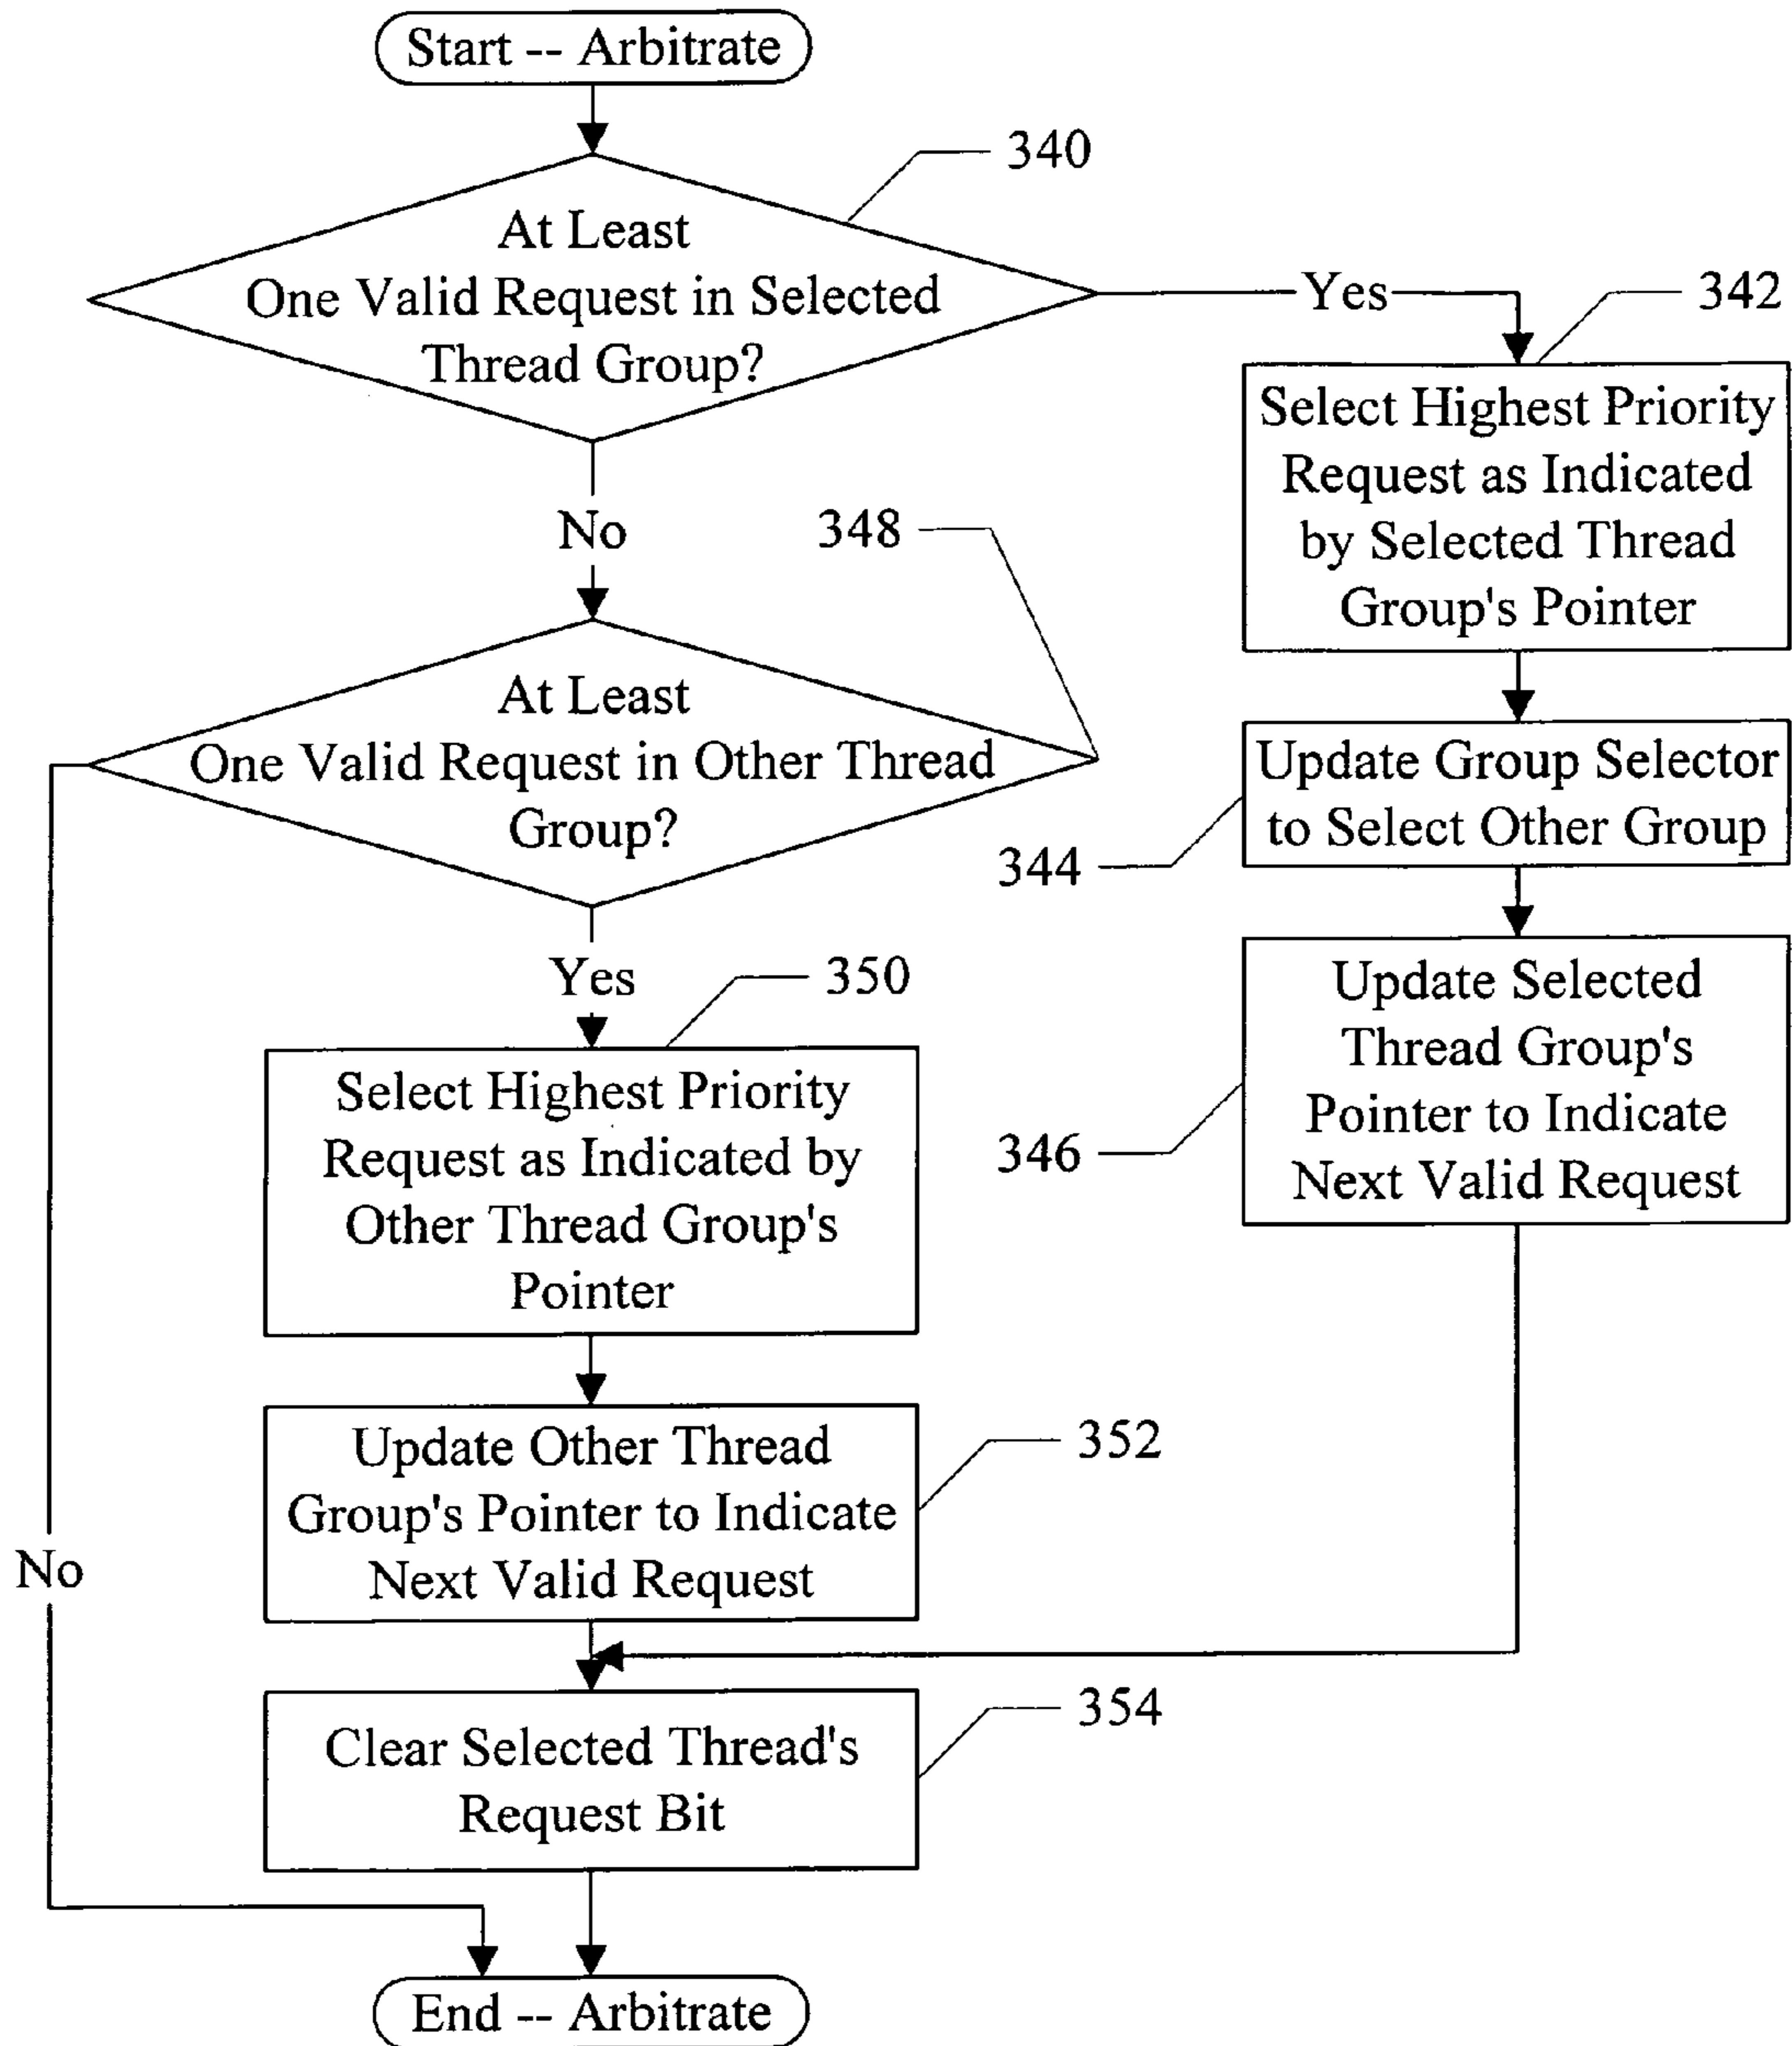 Start -- Arbitrate
340
At Least
One Valid Request in Selected
Thread Group?
Yes
342
Select Highest Priority
Request as Indicated
by Selected Thread
Group's Pointer
No
348
At Least
One Valid Request in Other Thread
Group?
344
Update Group Selector
to Select Other Group
Yes
350
346
Update Selected
Thread Group's
Pointer to Indicate
Next Valid Request
Select Highest Priority
Request as Indicated by
Other Thread Group's
Pointer
352
Update Other Thread
Group's Pointer to Indicate
Next Valid Request
No
354
Clear Selected Thread's
Request Bit
End -- Arbitrate